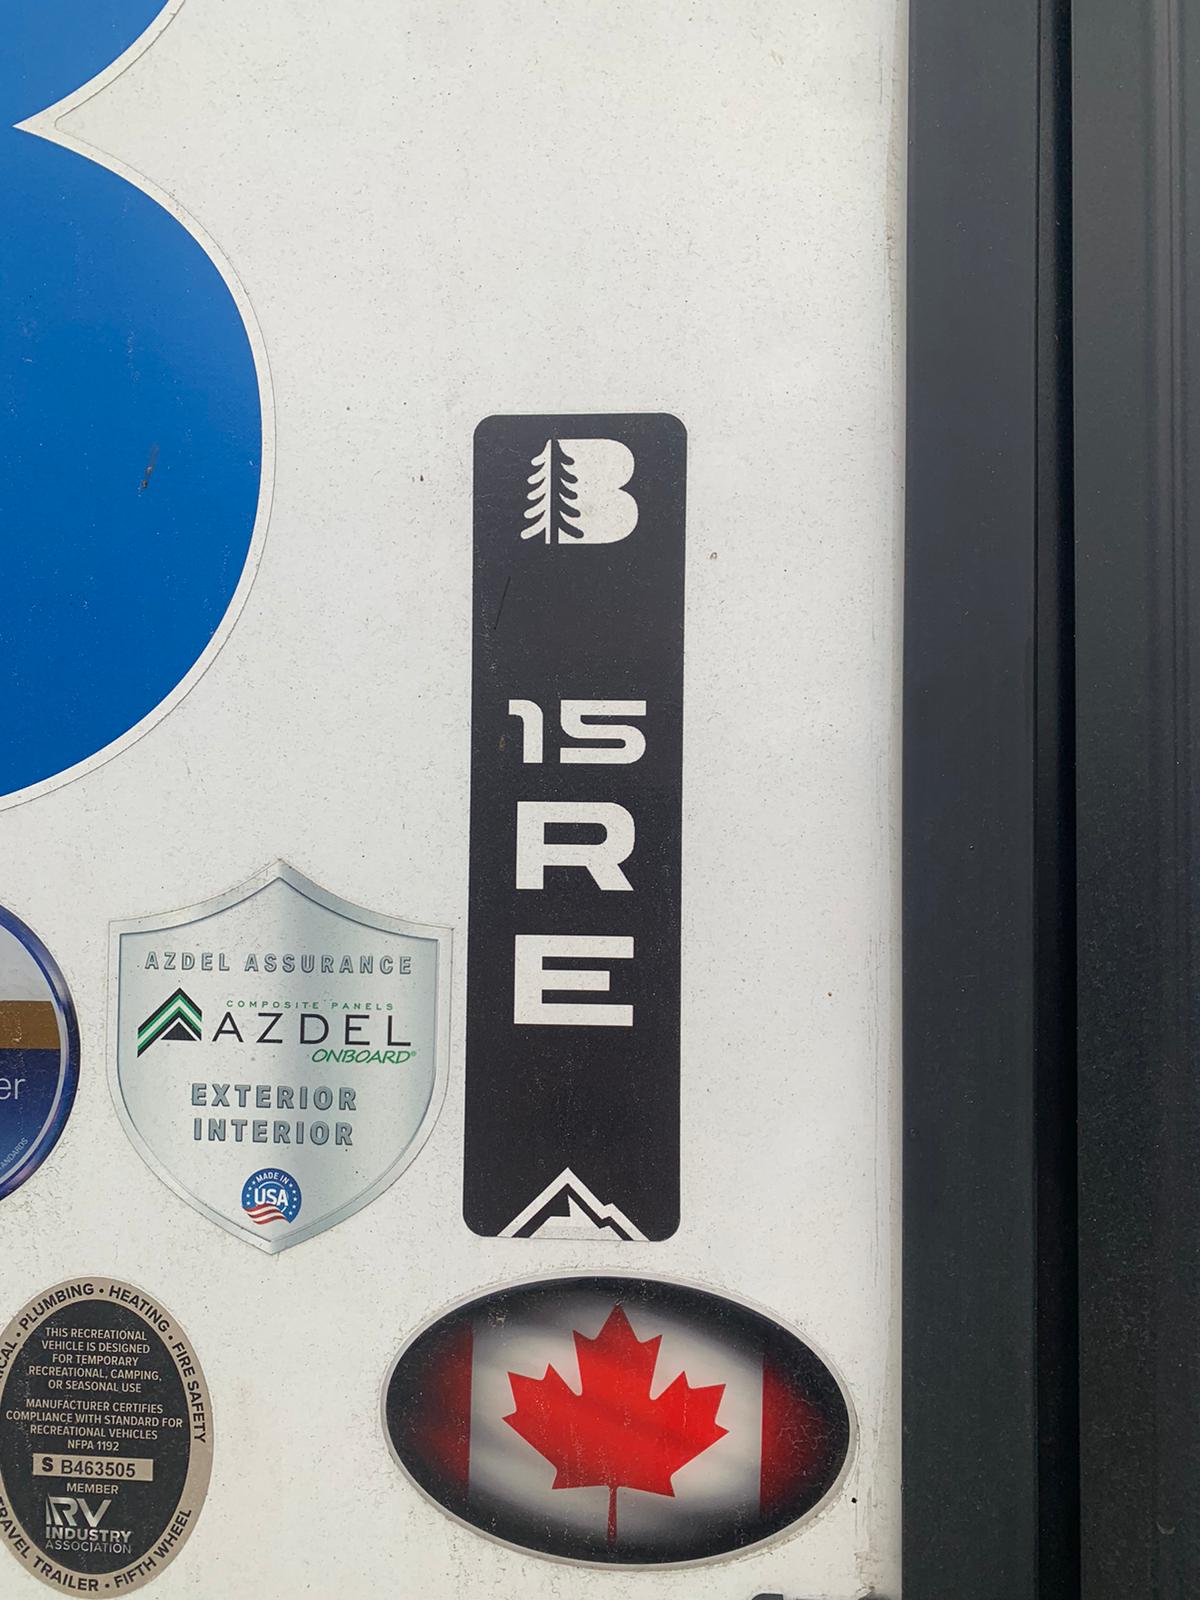 B
15
R
E
AZDEL ASSURANCE
COMPOSITE PANELS
AZDEL
ONBOARD®
EXTERIOR
INTERIOR
MADE IN
USA
er
PLUMBING • HEATING • FIRE SAFETY
THIS RECREATIONAL
VEHICLE IS DESIGNED
FOR TEMPORARY
RECREATIONAL, CAMPING,
OR SEASONAL USE
MANUFACTURER CERTIFIES
COMPLIANCE WITH STANDARD FOR
RECREATIONAL VEHICLES
NFPA 1192
S B463505
MEMBER
RV
INDUSTRY
ASSOCIATION
TRAVEL TRAILER • FIFTH WHEEL